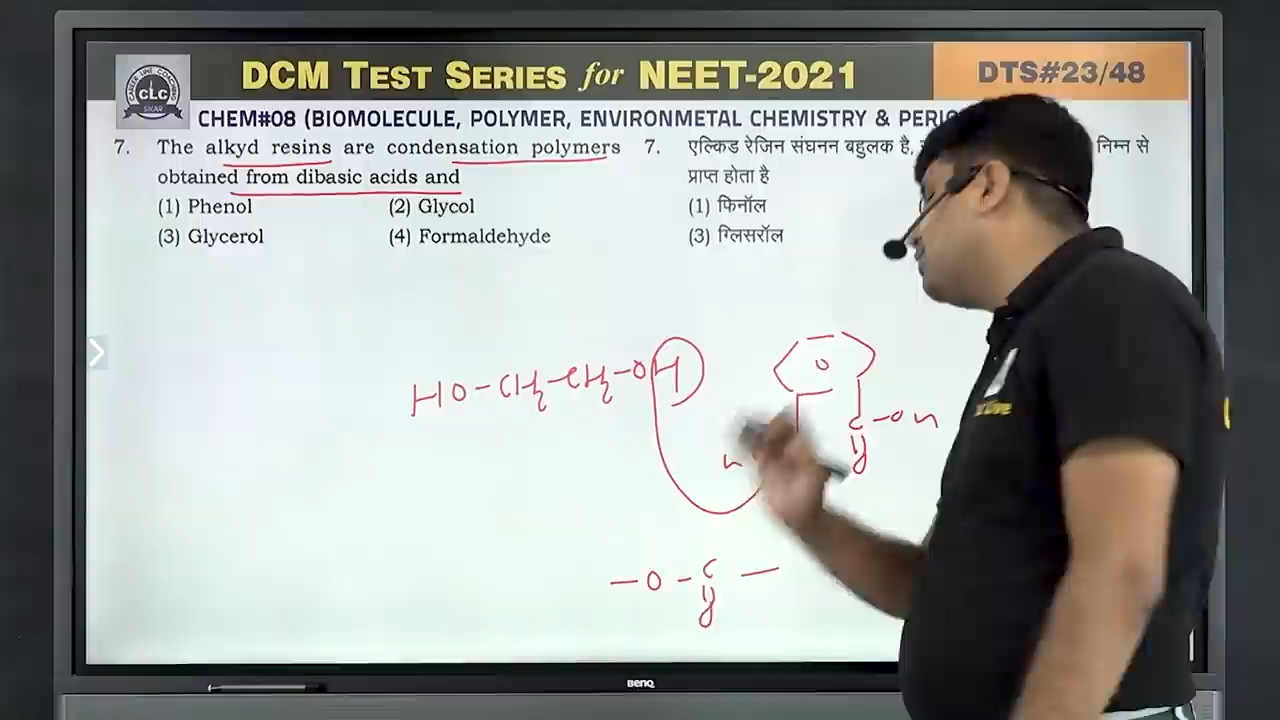 CLC
SIKAR
DCM TEST SERIES for NEET-2021
DTS#23/48
CHEM#08 (BIOMOLECULE, POLYMER, ENVIRONMETAL CHEMISTRY &
7. The alkyd resins are condensation polymers
obtained from dibasic acids and
(1) Phenol (2) Glycol
(3) Glycerol (4) Formaldehyde
7. एल्किड रेजिन संघनन बहुलक है, निम्न से
प्राप्त होता है
(1) फिनॉल
(3) ग्लिसरॉल
HO-CH2-CH2-OH
O
C-OH
O
-O-C-
O
BENQ